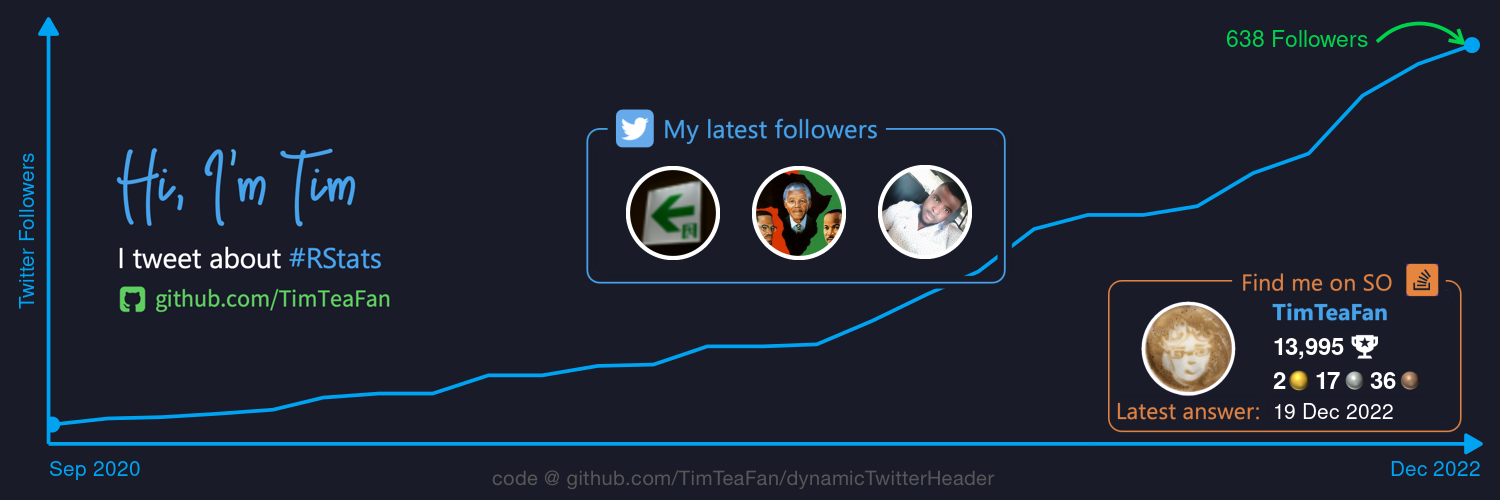 638 Followers
My latest followers
Twitter Followers
Hi, I'm Tim
I tweet about #RStats
github.com/TimTeaFan
Find me on SO
TimTeaFan
13,995
2 17 36
Latest answer: 19 Dec 2022
Sep 2020
Dec 2022
code @ github.com/TimTeaFan/dynamicTwitterHeader